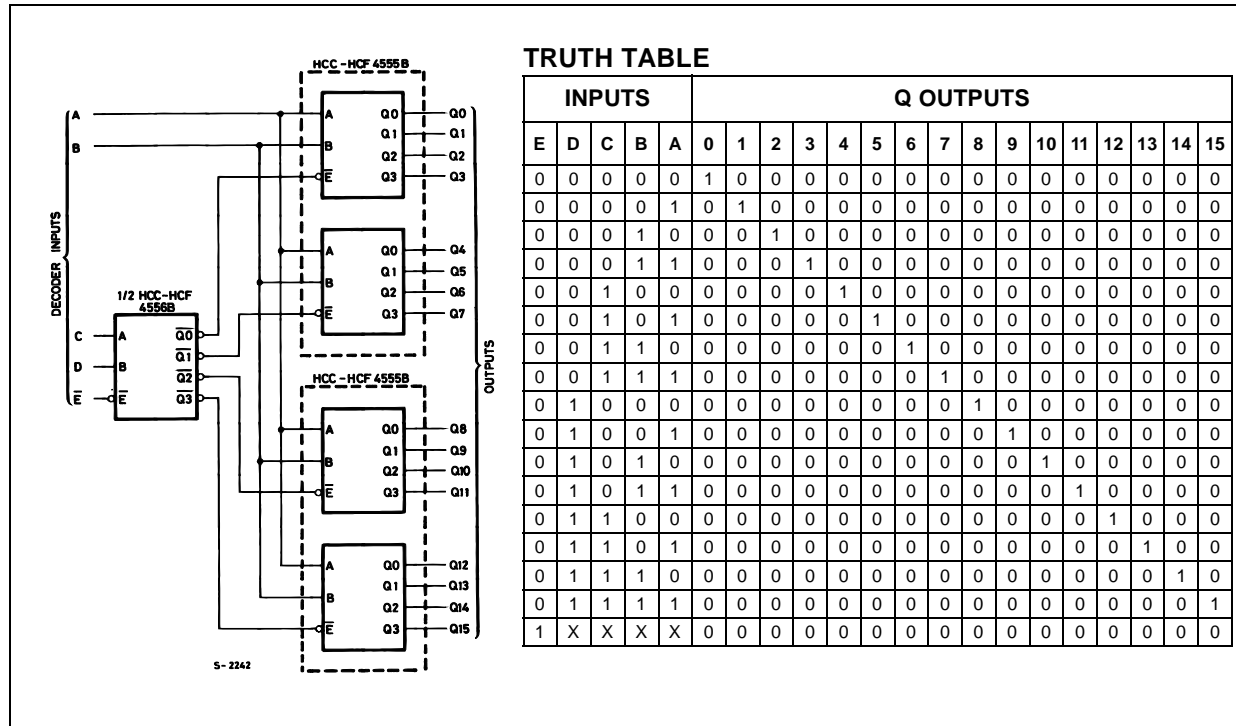 HCC-HCF 4555B
A
B
A
B
E̅
Q0
Q1
Q2
Q3
Q0
Q1
Q2
Q3
A
B
E̅
Q0
Q1
Q2
Q3
Q4
Q5
Q6
Q7
DECODER INPUTS
1/2 HCC-HCF
4556B
C
D
E̅
A
B
E̅
Q̅0̅
Q̅1̅
Q̅2̅
Q̅3̅
HCC-HCF 4555B
A
B
E̅
Q0
Q1
Q2
Q3
Q8
Q9
Q10
Q11
A
B
E̅
Q0
Q1
Q2
Q3
Q12
Q13
Q14
Q15
OUTPUTS
S-2242
TRUTH TABLE
INPUTS Q OUTPUTS
E D C B A 0 1 2 3 4 5 6 7 8 9 10 11 12 13 14 15
0 0 0 0 0 1 0 0 0 0 0 0 0 0 0 0 0 0 0 0 0
0 0 0 0 1 0 1 0 0 0 0 0 0 0 0 0 0 0 0 0 0
0 0 0 1 0 0 0 1 0 0 0 0 0 0 0 0 0 0 0 0 0
0 0 0 1 1 0 0 0 1 0 0 0 0 0 0 0 0 0 0 0 0
0 0 1 0 0 0 0 0 0 1 0 0 0 0 0 0 0 0 0 0 0
0 0 1 0 1 0 0 0 0 0 1 0 0 0 0 0 0 0 0 0 0
0 0 1 1 0 0 0 0 0 0 0 1 0 0 0 0 0 0 0 0 0
0 0 1 1 1 0 0 0 0 0 0 0 1 0 0 0 0 0 0 0 0
0 1 0 0 0 0 0 0 0 0 0 0 0 1 0 0 0 0 0 0 0
0 1 0 0 1 0 0 0 0 0 0 0 0 0 1 0 0 0 0 0 0
0 1 0 1 0 0 0 0 0 0 0 0 0 0 0 1 0 0 0 0 0
0 1 0 1 1 0 0 0 0 0 0 0 0 0 0 0 1 0 0 0 0
0 1 1 0 0 0 0 0 0 0 0 0 0 0 0 0 0 1 0 0 0
0 1 1 0 1 0 0 0 0 0 0 0 0 0 0 0 0 0 1 0 0
0 1 1 1 0 0 0 0 0 0 0 0 0 0 0 0 0 0 0 1 0
0 1 1 1 1 0 0 0 0 0 0 0 0 0 0 0 0 0 0 0 1
1 X X X X 0 0 0 0 0 0 0 0 0 0 0 0 0 0 0 0